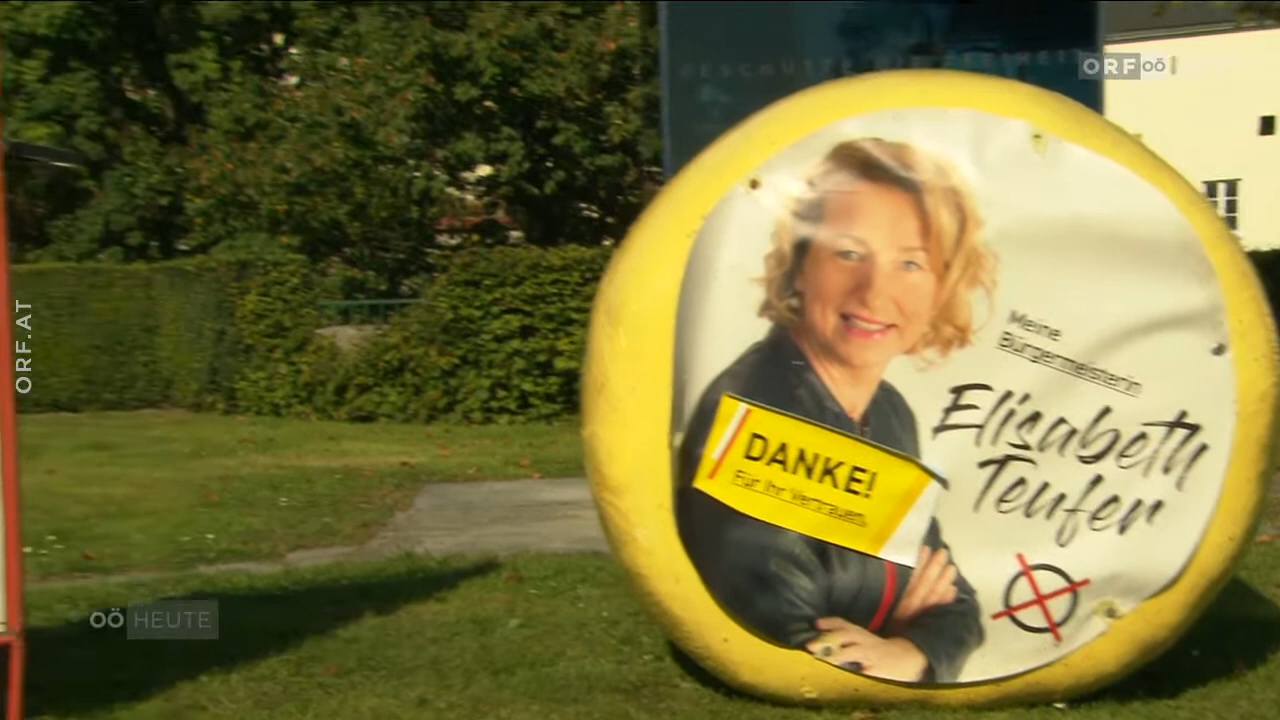 ORF OÖ
ORF.AT
Meine
Bürgermeisterin
Elisabeth
Teufer
DANKE!
Für Ihr Vertrauen.
OÖ HEUTE